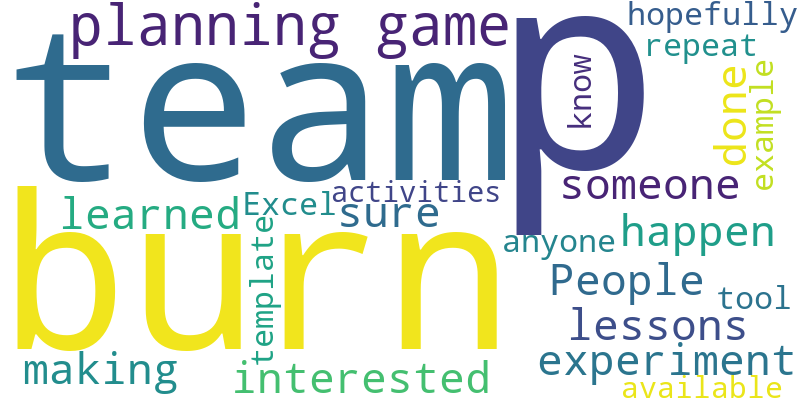 planning game
team
p
hopefully
repeat
know
done
example
someone
activities
Excel
sure
learned
burn
template
anyone
happen
People
tool
lessons
making
interested
experiment
available